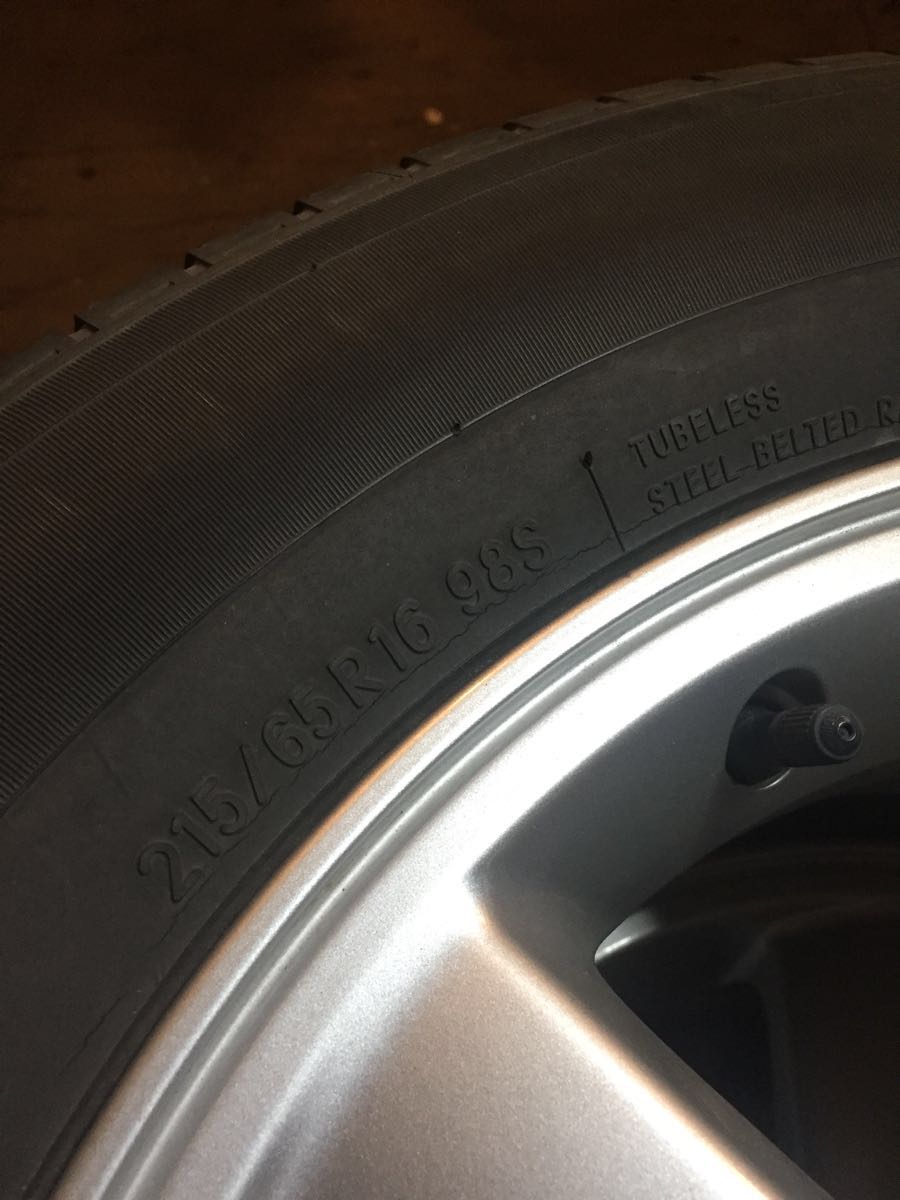 215/65R16 98S
TUBELESS
STEEL-BELTED